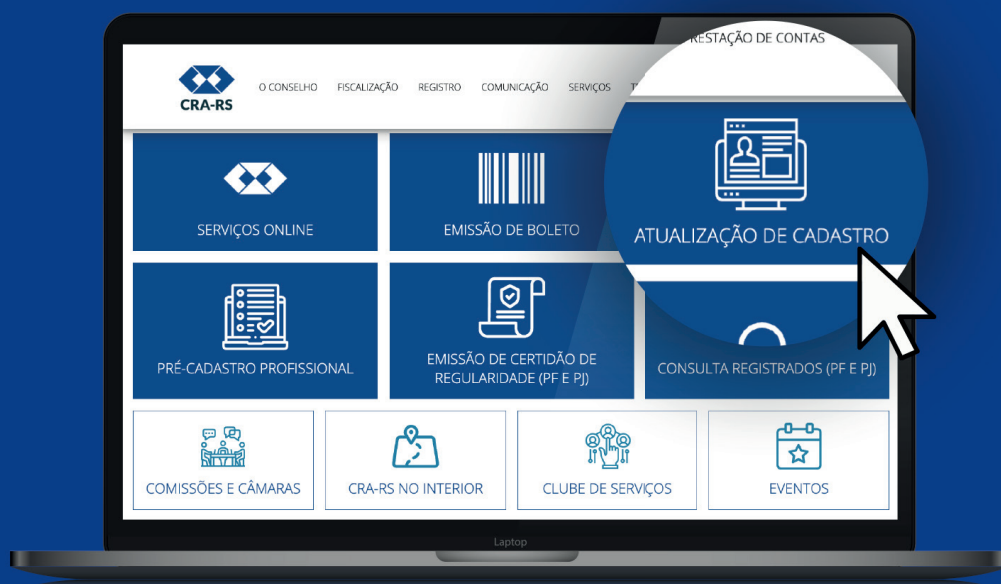 RESTAÇÃO DE CONTAS
CRA-RS
O CONSELHO FISCALIZAÇÃO REGISTRO COMUNICAÇÃO SERVIÇOS
SERVIÇOS ONLINE
EMISSÃO DE BOLETO
ATUALIZAÇÃO DE CADASTRO
PRÉ-CADASTRO PROFISSIONAL
EMISSÃO DE CERTIDÃO DE
REGULARIDADE (PF E PJ)
CONSULTA REGISTRADOS (PF E PJ)
COMISSÕES E CÂMARAS
CRA-RS NO INTERIOR
CLUBE DE SERVIÇOS
EVENTOS
Laptop